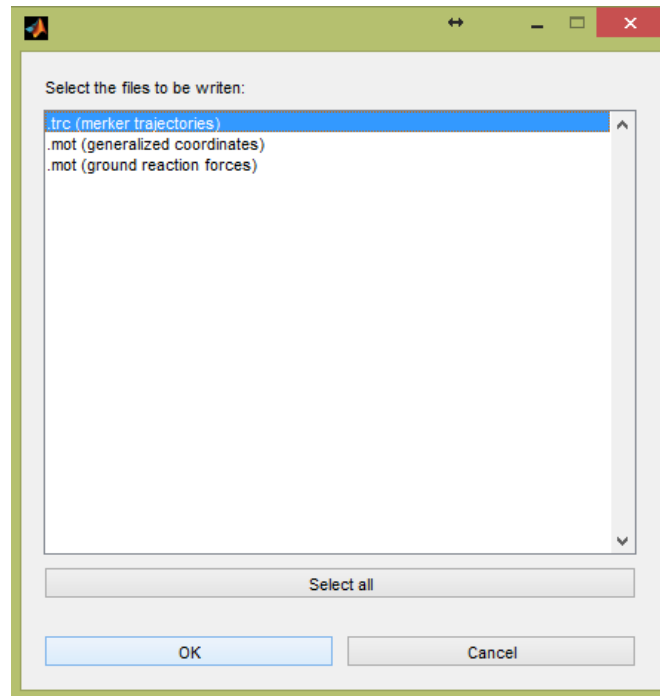 Select the files to be writen:
.trc (merker trajectories)
.mot (generalized coordinates)
.mot (ground reaction forces)
Select all
OK
Cancel